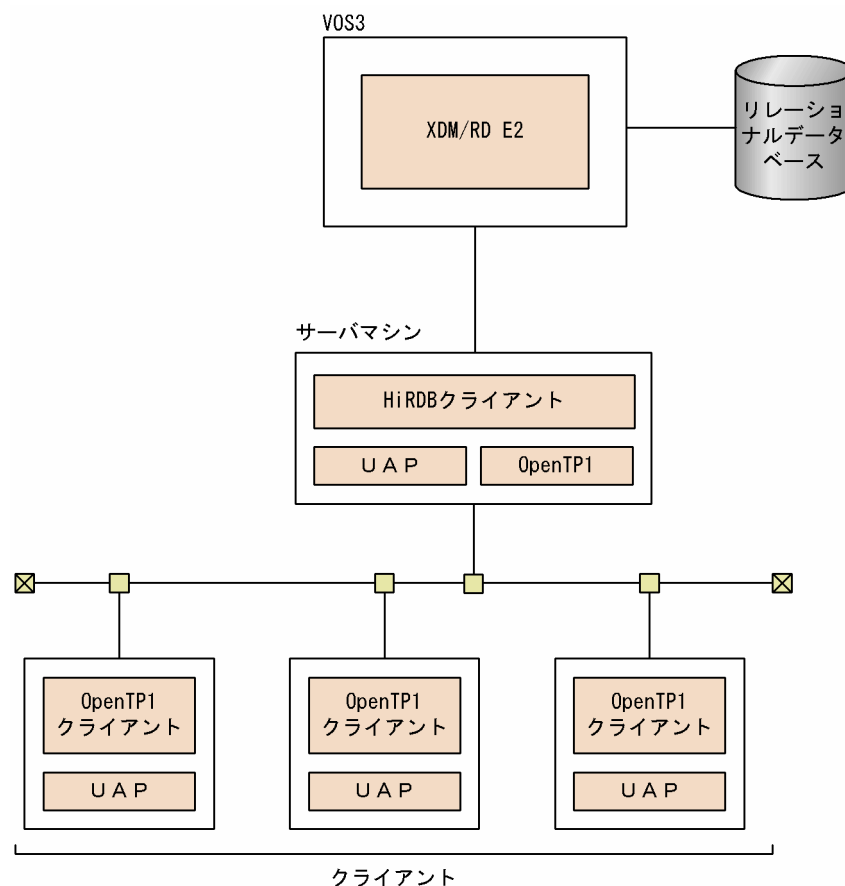 VOS3
XDM/RD E2
リレーショ
ナルデータ
ベース
サーバマシン
HiRDBクライアント
ＵＡＰ
OpenTP1
OpenTP1
クライアント
ＵＡＰ
OpenTP1
クライアント
ＵＡＰ
OpenTP1
クライアント
ＵＡＰ
クライアント